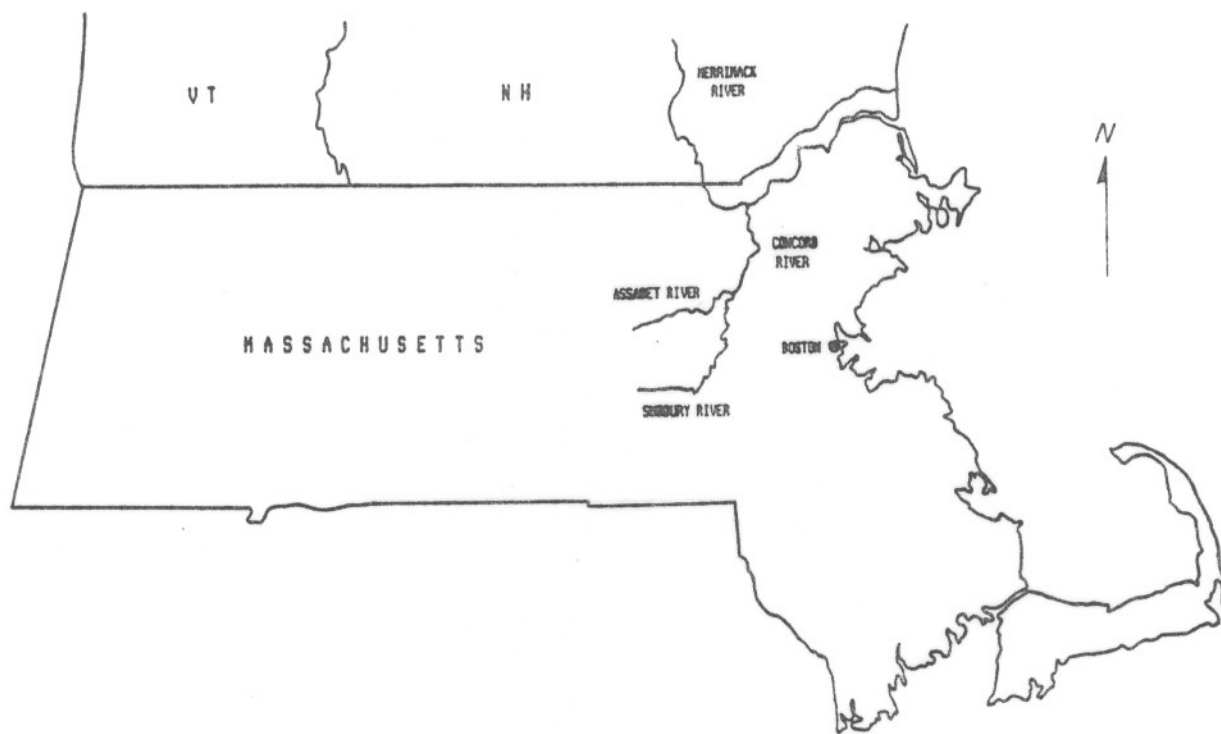 VT
NH
MERRIMACK
RIVER
N
CONCORD
RIVER
ASSABET RIVER
MASSACHUSETTS
BOSTON
SUDBURY RIVER